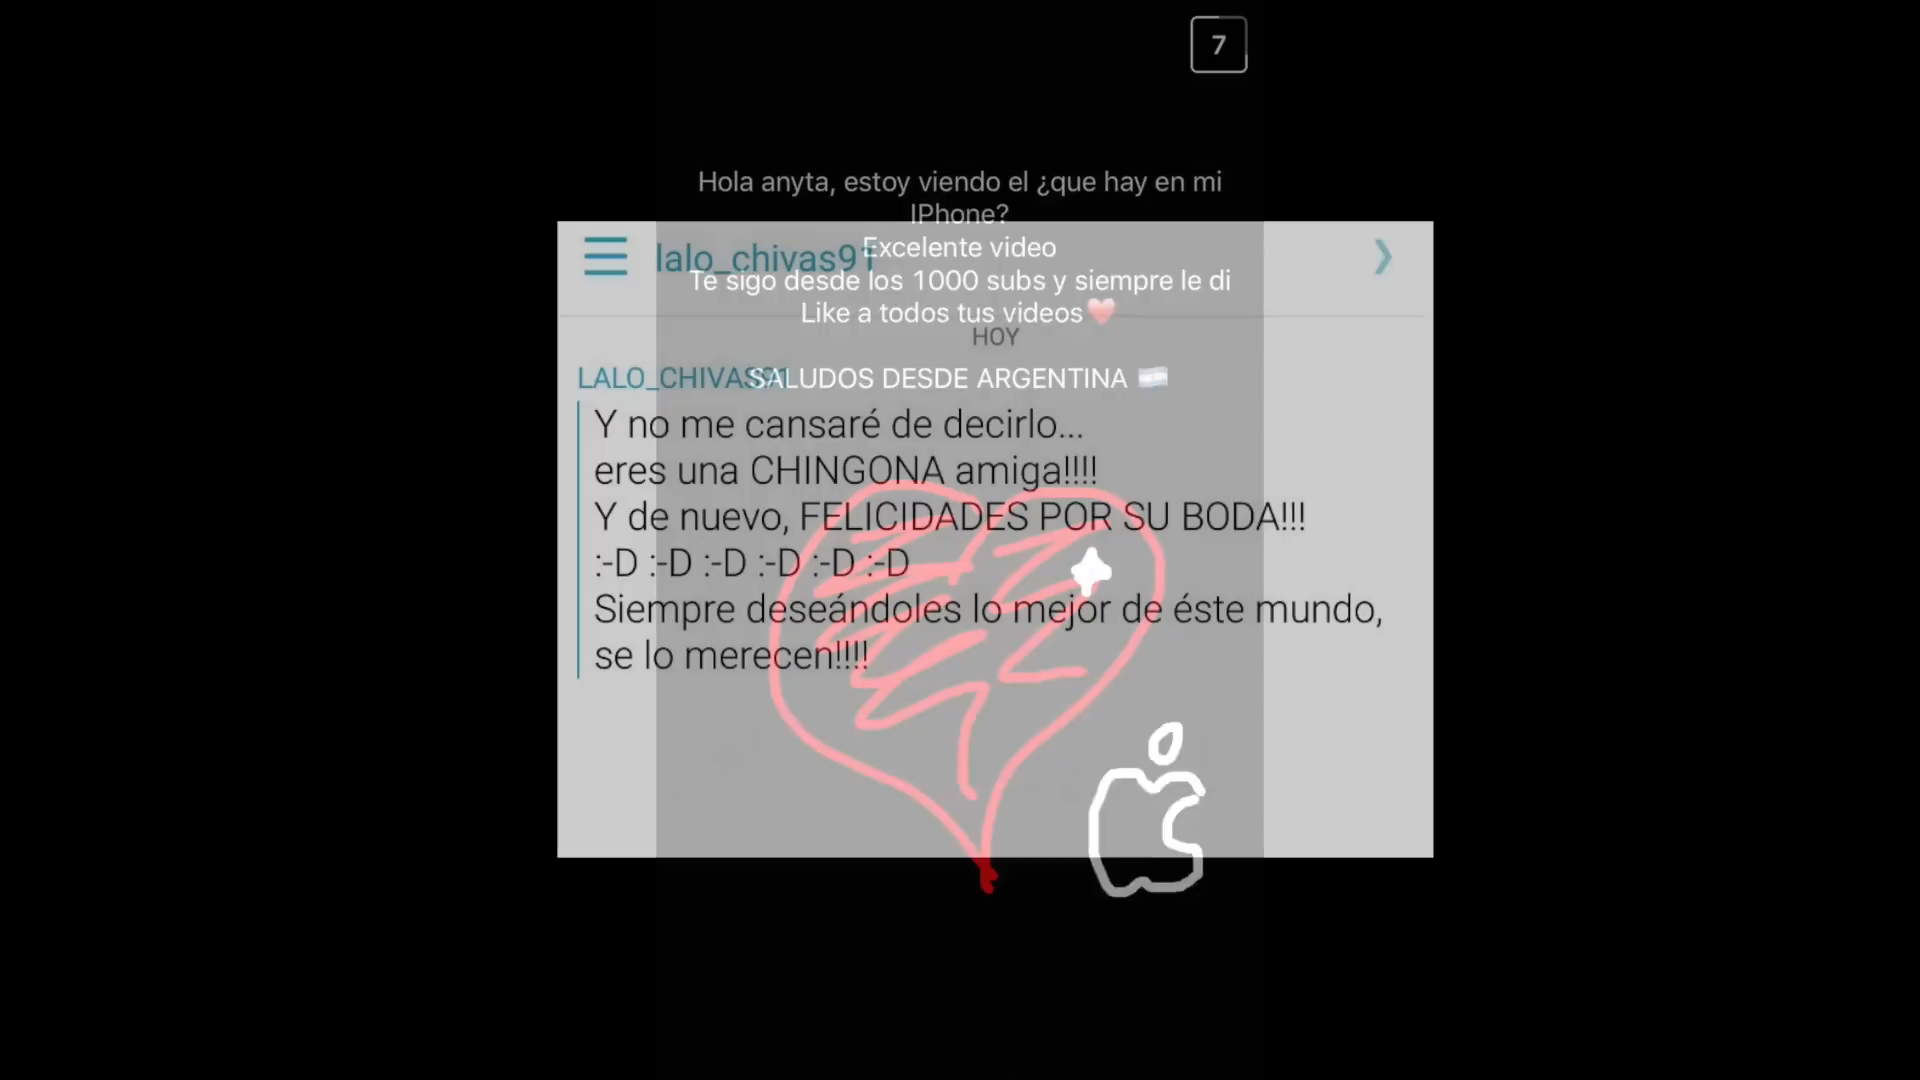 7
Hola anyta, estoy viendo el ¿que hay en mi
IPhone?
Excelente video
Te sigo desde los 1000 subs y siempre le di
Like a todos tus videos❤️
SALUDOS DESDE ARGENTINA 🇦🇷
lalo_chivas91
HOY
LALO_CHIVAS91
Y no me cansaré de decirlo...
eres una CHINGONA amiga!!!!
Y de nuevo, FELICIDADES POR SU BODA!!!
:-D :-D :-D :-D :-D :-D
Siempre deseándoles lo mejor de éste mundo,
se lo merecen!!!!